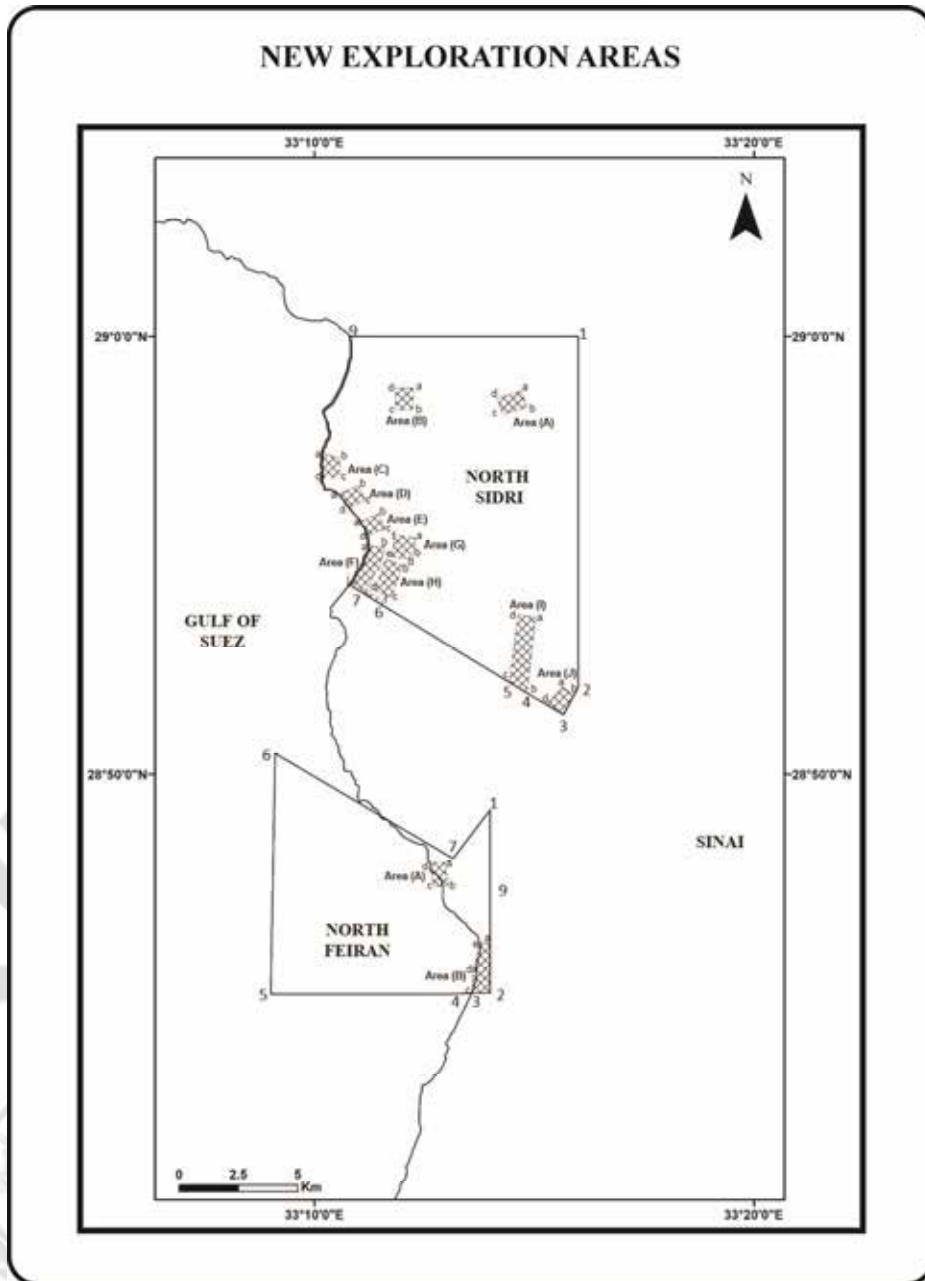 NEW EXPLORATION AREAS
33°10'0"E 33°20'0"E
N
29°0'0"N 9 1 29°0'0"N
d a d a
c b c b
Area (B) Area (A)
NORTH
SIDRI
b
c
Area (C)
b
Area (D)
b
Area (E)
a
b
Area (G)
Area (F)
b
Area (H)
c
7 6
GULF OF
SUEZ
Area (I)
d a
Area (J)
a
b
5 4 2
3
6
28°50'0"N 28°50'0"N
1
7
SINAI
d a
Area (A)
c b
9
NORTH
FEIRAN
Area (B)
5 4 3 2
0 2.5 5
Km
33°10'0"E 33°20'0"E